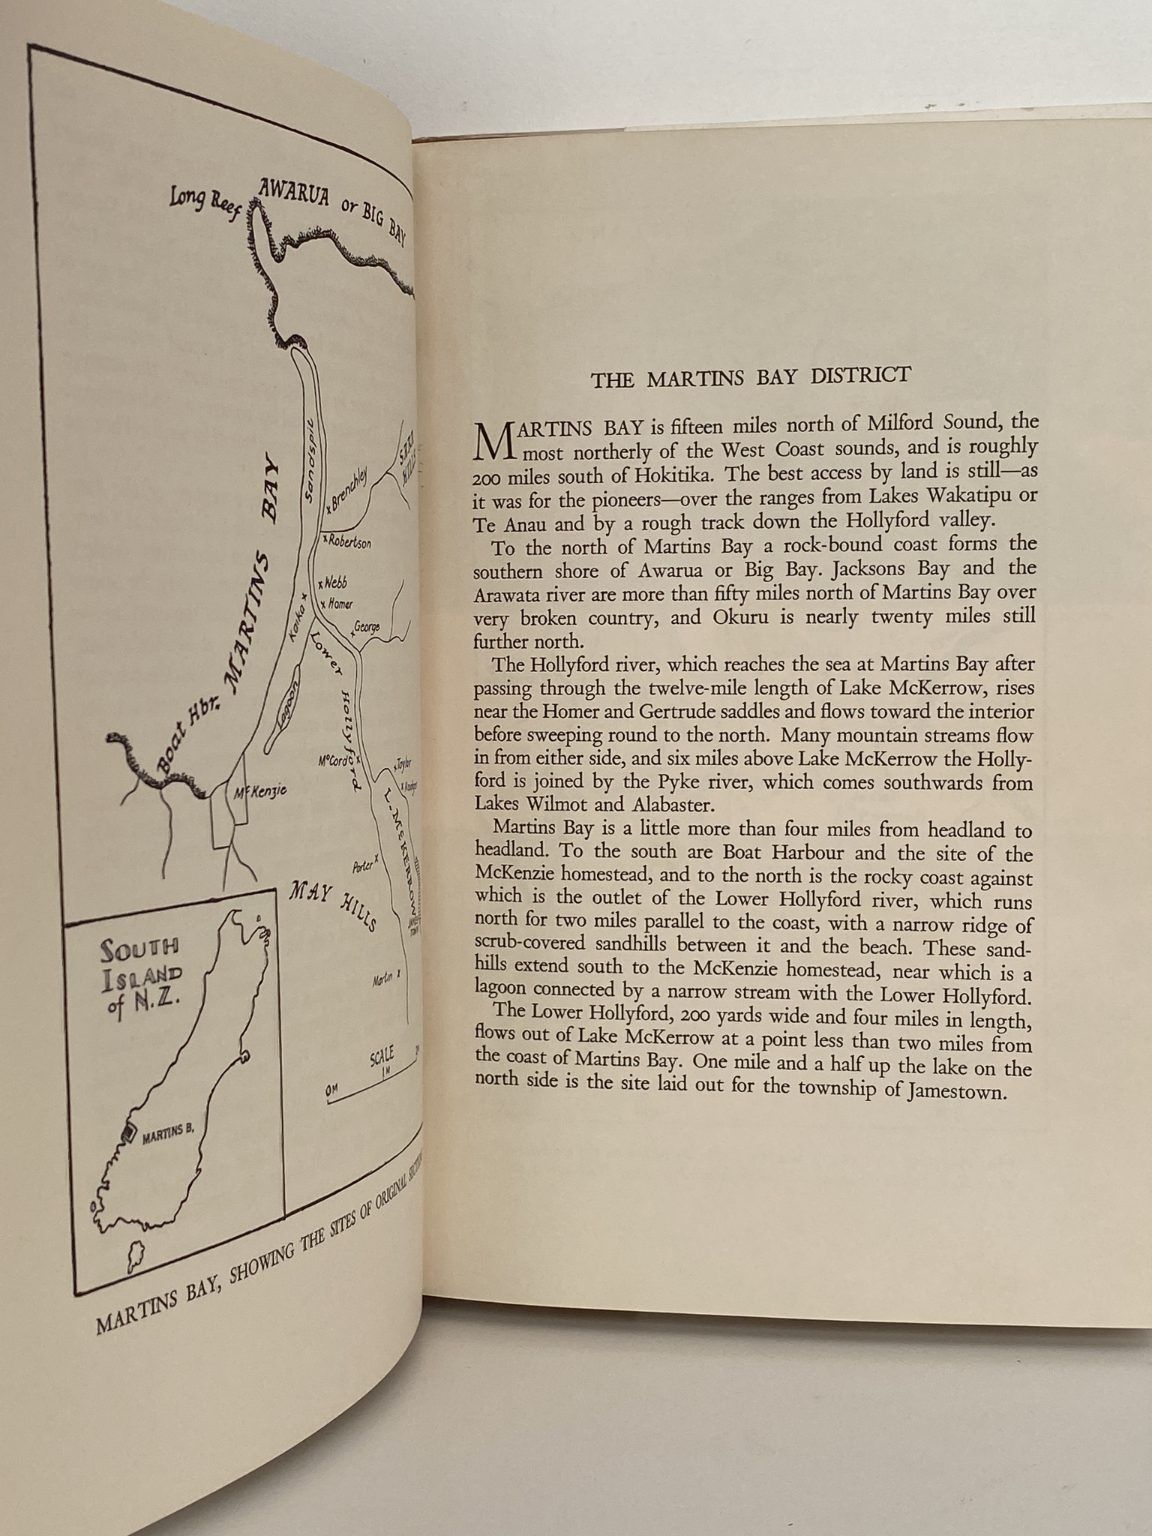 Long Reef
AWARUA or BIG BAY
MARTINS BAY
Sandspit
Brenchley
Robertson
Webb
Homer
Kaika
George
Lower Hollyford
Lagoon
Boat Hbr.
McCord
Taylor
McKenzie
L. McKERROW
Porter
MAY HILLS
Martin
SCALE
0M
1M
SOUTH
ISLAND
of N.Z.
MARTINS B.
MARTINS BAY, SHOWING THE SITES OF ORIGINAL
THE MARTINS BAY DISTRICT
MARTINS BAY is fifteen miles north of Milford Sound, the
most northerly of the West Coast sounds, and is roughly
200 miles south of Hokitika. The best access by land is still—as
it was for the pioneers—over the ranges from Lakes Wakatipu or
Te Anau and by a rough track down the Hollyford valley.
To the north of Martins Bay a rock-bound coast forms the
southern shore of Awarua or Big Bay. Jacksons Bay and the
Arawata river are more than fifty miles north of Martins Bay over
very broken country, and Okuru is nearly twenty miles still
further north.
The Hollyford river, which reaches the sea at Martins Bay after
passing through the twelve-mile length of Lake McKerrow, rises
near the Homer and Gertrude saddles and flows toward the interior
before sweeping round to the north. Many mountain streams flow
in from either side, and six miles above Lake McKerrow the Holly-
ford is joined by the Pyke river, which comes southwards from
Lakes Wilmot and Alabaster.
Martins Bay is a little more than four miles from headland to
headland. To the south are Boat Harbour and the site of the
McKenzie homestead, and to the north is the rocky coast against
which is the outlet of the Lower Hollyford river, which runs
north for two miles parallel to the coast, with a narrow ridge of
scrub-covered sandhills between it and the beach. These sand-
hills extend south to the McKenzie homestead, near which is a
lagoon connected by a narrow stream with the Lower Hollyford.
The Lower Hollyford, 200 yards wide and four miles in length,
flows out of Lake McKerrow at a point less than two miles from
the coast of Martins Bay. One mile and a half up the lake on the
north side is the site laid out for the township of Jamestown.